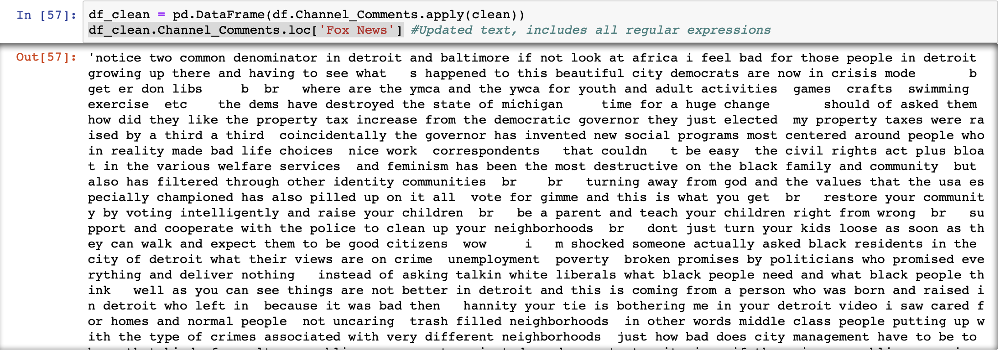 In [57]: df_clean = pd.DataFrame(df.Channel_Comments.apply(clean))
df_clean.Channel_Comments.loc['Fox News'] #Updated text, includes all regular expressions
Out[57]: 'notice two common denominator in detroit and baltimore if not look at africa i feel bad for those people in detroit
growing up there and having to see what   s happened to this beautiful city democrats are now in crisis mode       b
get er don libs     b  br   where are the ymca and the ywca for youth and adult activities  games  crafts  swimming
exercise  etc    the dems have destroyed the state of michigan     time for a huge change       should of asked them
how did they like the property tax increase from the democratic governor they just elected  my property taxes were ra
ised by a third a third  coincidentally the governor has invented new social programs most centered around people who
in reality made bad life choices  nice work  correspondents   that couldn   t be easy  the civil rights act plus bloa
t in the various welfare services  and feminism has been the most destructive on the black family and community  but
also has filtered through other identity communities  br    br   turning away from god and the values that the usa es
pecially championed has also pilled up on it all  vote for gimme and this is what you get  br   restore your communit
y by voting intelligently and raise your children  br   be a parent and teach your children right from wrong  br   su
pport and cooperate with the police to clean up your neighborhoods  br   dont just turn your kids loose as soon as th
ey can walk and expect them to be good citizens  wow     i   m shocked someone actually asked black residents in the
city of detroit what their views are on crime  unemployment  poverty  broken promises by politicians who promised eve
rything and deliver nothing   instead of asking talkin white liberals what black people need and what black people th
ink   well as you can see things are not better in detroit and this is coming from a person who was born and raised i
n detroit who left in  because it was bad then   hannity your tie is bothering me in your detroit video i saw cared f
or homes and normal people  not uncaring  trash filled neighborhoods  in other words middle class people putting up w
ith the type of crimes associated with very different neighborhoods  just how bad does city management have to be to